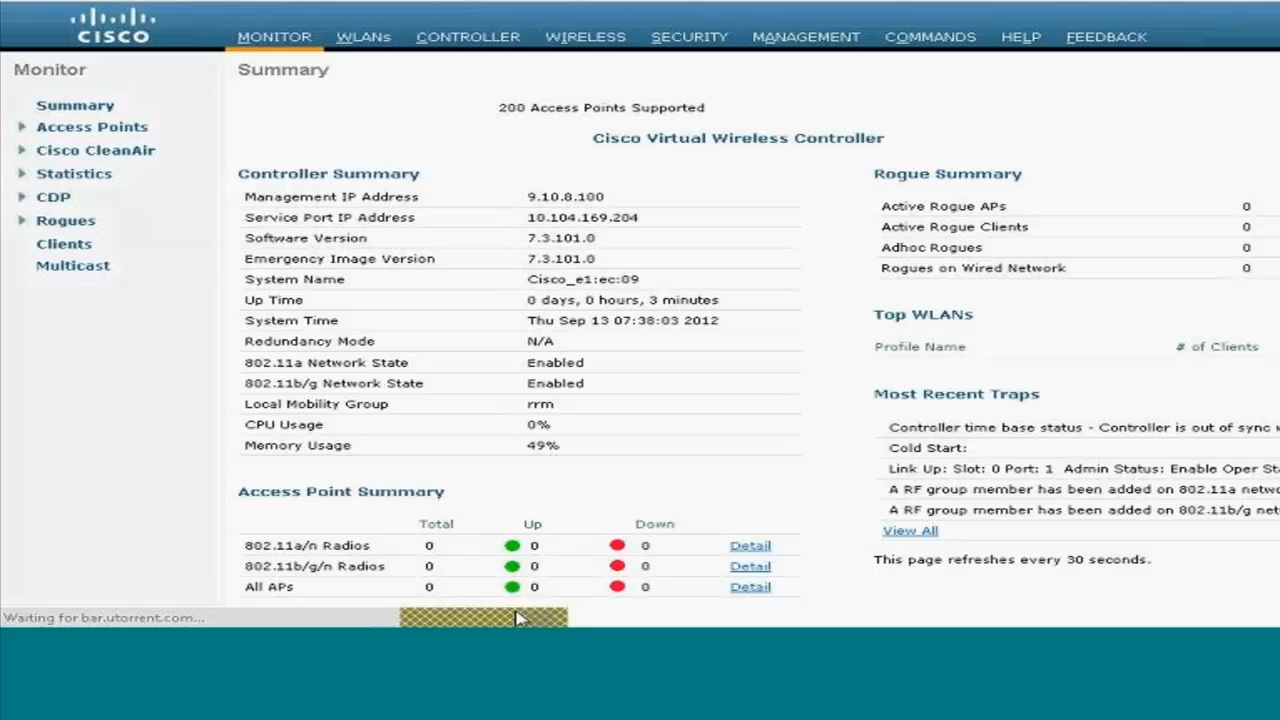 CISCO
MONITOR WLANs CONTROLLER WIRELESS SECURITY MANAGEMENT COMMANDS HELP FEEDBACK
Monitor
Summary
Access Points
Cisco CleanAir
Statistics
CDP
Rogues
Clients
Multicast
Summary
200 Access Points Supported
Cisco Virtual Wireless Controller
Controller Summary
Management IP Address 9.10.8.100
Service Port IP Address 10.104.169.204
Software Version 7.3.101.0
Emergency Image Version 7.3.101.0
System Name Cisco_e1:ec:09
Up Time 0 days, 0 hours, 3 minutes
System Time Thu Sep 13 07:38:03 2012
Redundancy Mode N/A
802.11a Network State Enabled
802.11b/g Network State Enabled
Local Mobility Group rrm
CPU Usage 0%
Memory Usage 49%
Access Point Summary
Total Up Down
802.11a/n Radios 0 0 0 Detail
802.11b/g/n Radios 0 0 0 Detail
All APs 0 0 0 Detail
Rogue Summary
Active Rogue APs 0
Active Rogue Clients 0
Adhoc Rogues 0
Rogues on Wired Network 0
Top WLANs
Profile Name # of Clients
Most Recent Traps
Controller time base status - Controller is out of sync
Cold Start:
Link Up: Slot: 0 Port: 1 Admin Status: Enable Oper
A RF group member has been added on 802.11a
A RF group member has been added on 802.11b/g
View All
This page refreshes every 30 seconds.
Waiting for bar.utorrent.com...